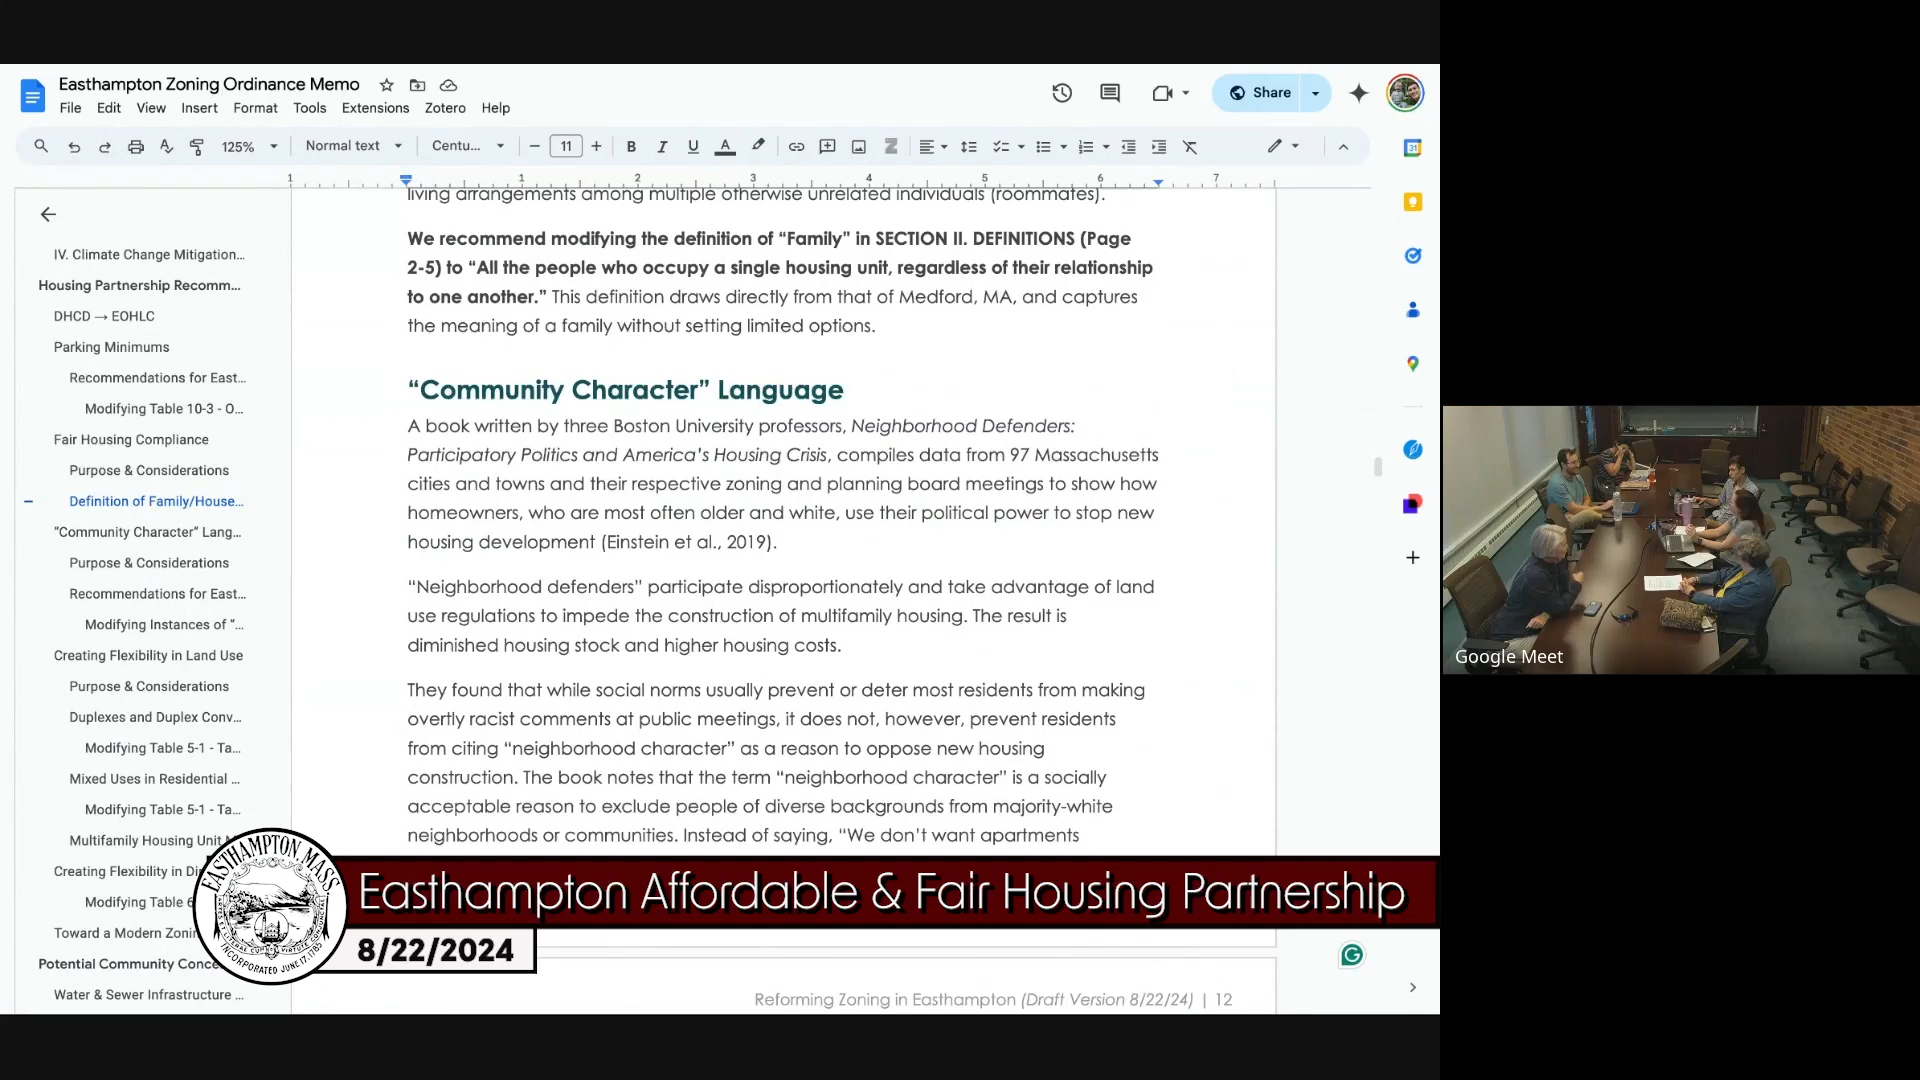 Easthampton Zoning Ordinance Memo
File Edit View Insert Format Tools Extensions Zotero Help
Share
125% Normal text Centu... 11
1 1 2 3 4 5 6 7
IV. Climate Change Mitigation...
Housing Partnership Recomm...
DHCD → EOHLC
Parking Minimums
Recommendations for East...
Modifying Table 10-3 - O...
Fair Housing Compliance
Purpose & Considerations
Definition of Family/House...
“Community Character” Lang...
Purpose & Considerations
Recommendations for East...
Modifying Instances of “...
Creating Flexibility in Land Use
Purpose & Considerations
Duplexes and Duplex Conv...
Modifying Table 5-1 - Ta...
Mixed Uses in Residential ...
Modifying Table 5-1 - Ta...
Multifamily Housing Unit
Creating Flexibility in Di
Modifying Table 6
Toward a Modern Zoni
Potential Community Conce
Water & Sewer Infrastructure ...
living arrangements among multiple otherwise unrelated individuals (roommates).
We recommend modifying the definition of “Family” in SECTION II. DEFINITIONS (Page
2-5) to “All the people who occupy a single housing unit, regardless of their relationship
to one another.” This definition draws directly from that of Medford, MA, and captures
the meaning of a family without setting limited options.
“Community Character” Language
A book written by three Boston University professors, Neighborhood Defenders:
Participatory Politics and America’s Housing Crisis, compiles data from 97 Massachusetts
cities and towns and their respective zoning and planning board meetings to show how
homeowners, who are most often older and white, use their political power to stop new
housing development (Einstein et al., 2019).
“Neighborhood defenders” participate disproportionately and take advantage of land
use regulations to impede the construction of multifamily housing. The result is
diminished housing stock and higher housing costs.
They found that while social norms usually prevent or deter most residents from making
overtly racist comments at public meetings, it does not, however, prevent residents
from citing “neighborhood character” as a reason to oppose new housing
construction. The book notes that the term “neighborhood character” is a socially
acceptable reason to exclude people of diverse backgrounds from majority-white
neighborhoods or communities. Instead of saying, “We don’t want apartments
Reforming Zoning in Easthampton (Draft Version 8/22/24) | 12
31
Google Meet
EASTHAMPTON MASS.
INCORPORATED JUNE 17, 1785
Easthampton Affordable & Fair Housing Partnership
8/22/2024